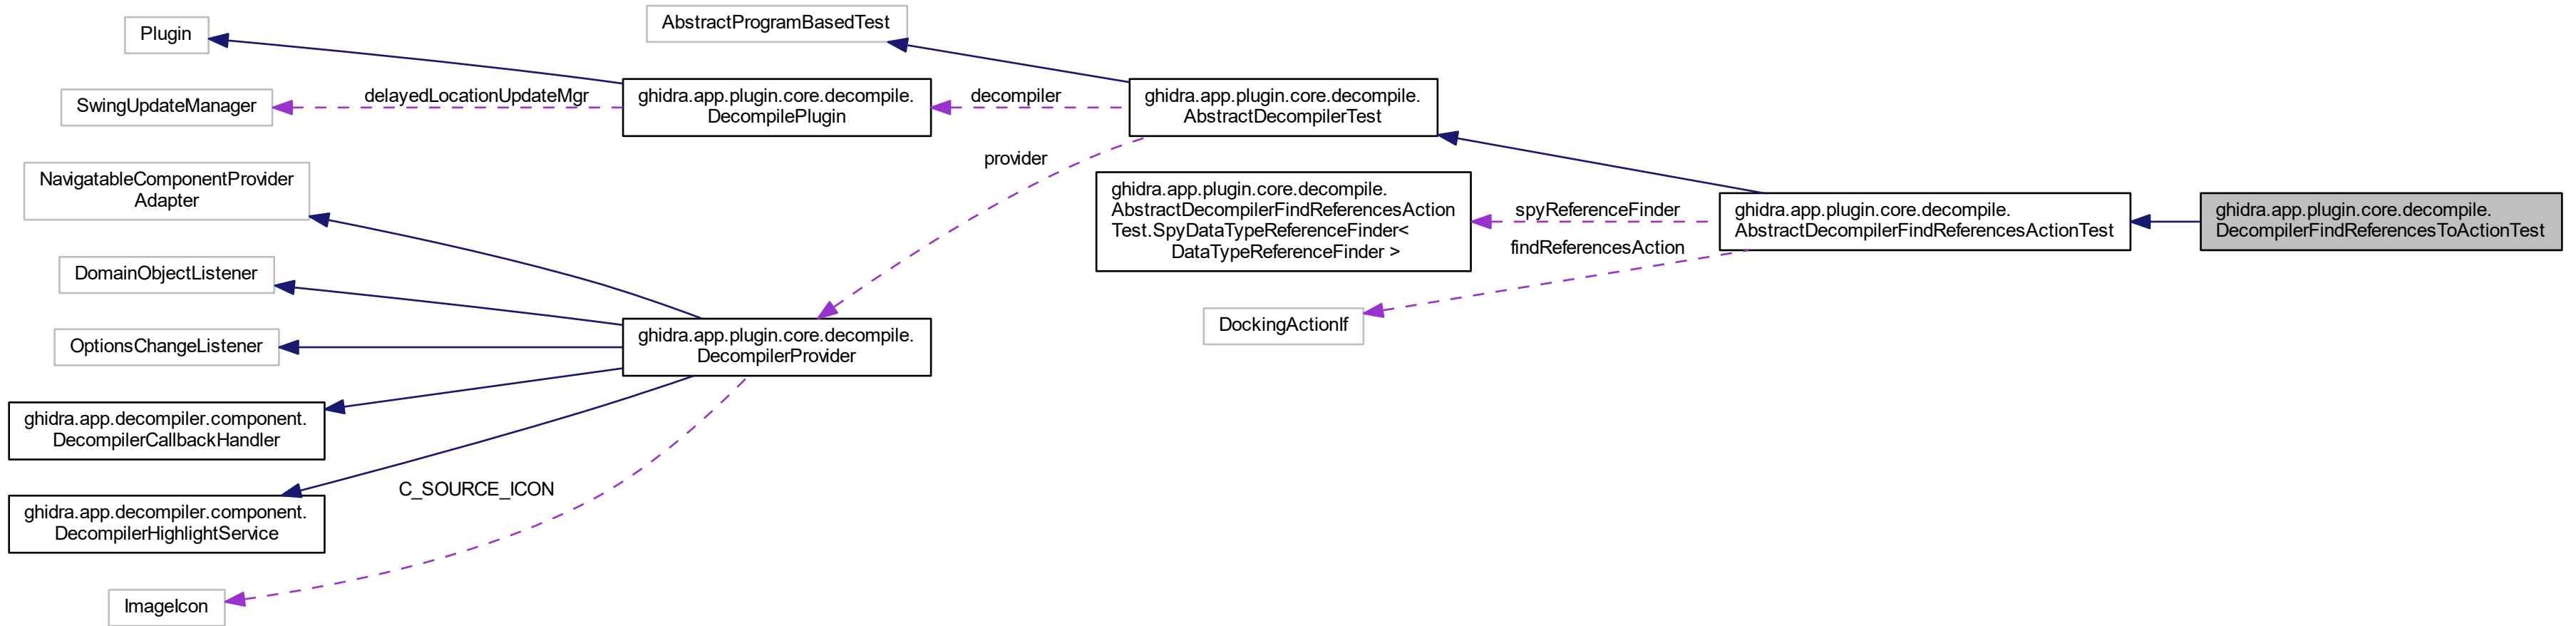 Plugin
AbstractProgramBasedTest
SwingUpdateManager
delayedLocationUpdateMgr
ghidra.app.plugin.core.decompile.
DecompilePlugin
decompiler
ghidra.app.plugin.core.decompile.
AbstractDecompilerTest
provider
NavigatableComponentProvider
Adapter
ghidra.app.plugin.core.decompile.
AbstractDecompilerFindReferencesAction
Test.SpyDataTypeReferenceFinder<
DataTypeReferenceFinder >
spyReferenceFinder
findReferencesAction
ghidra.app.plugin.core.decompile.
AbstractDecompilerFindReferencesActionTest
ghidra.app.plugin.core.decompile.
DecompilerFindReferencesToActionTest
DomainObjectListener
DockingActionIf
OptionsChangeListener
ghidra.app.plugin.core.decompile.
DecompilerProvider
ghidra.app.decompiler.component.
DecompilerCallbackHandler
C_SOURCE_ICON
ghidra.app.decompiler.component.
DecompilerHighlightService
ImageIcon